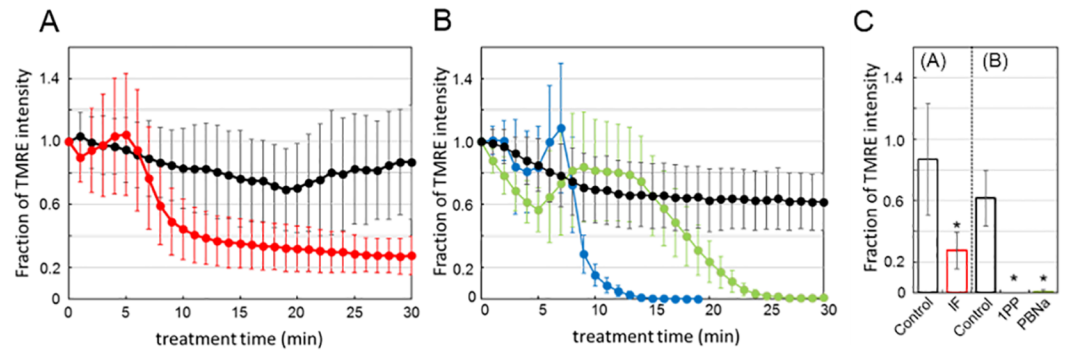 A
Fraction of TMRE intensity
1.4
1.0
0.6
0.2
0
0
5
10
15
20
25
30
treatment time (min)
B
Fraction of TMRE intensity
1.4
1.0
0.6
0.2
0
0
5
10
15
20
25
30
treatment time (min)
C
Fraction of TMRE intensity
1.4
1.0
0.6
0.2
0
(A)
(B)
*
*
*
Control
IF
Control
1PP
PBNa